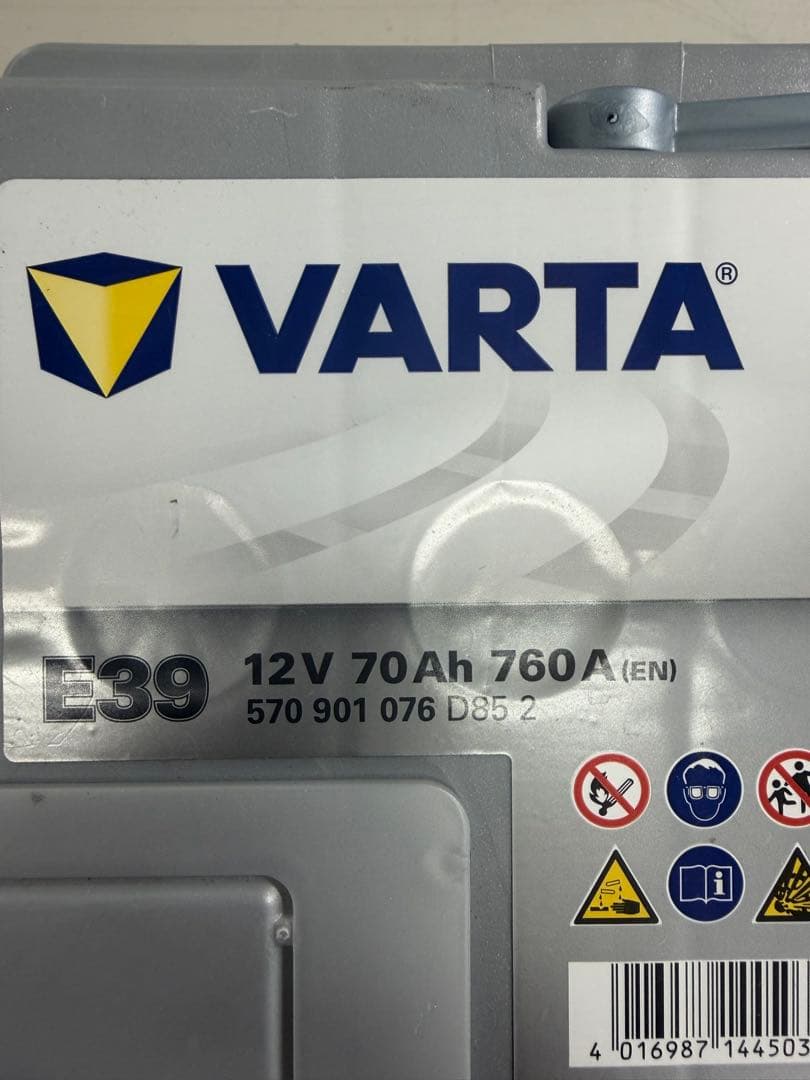 VARTA®
E39
12V 70Ah 760A (EN)
570 901 076 D85 2
4 016987 144503